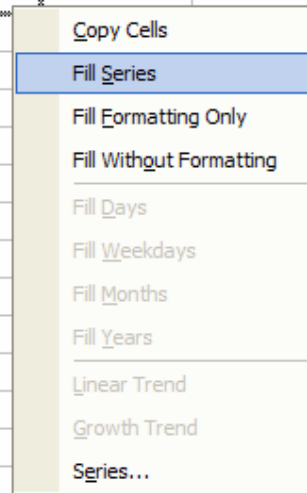 Copy Cells
Fill Series
Fill Formatting Only
Fill Without Formatting
Fill Days
Fill Weekdays
Fill Months
Fill Years
Linear Trend
Growth Trend
Series...